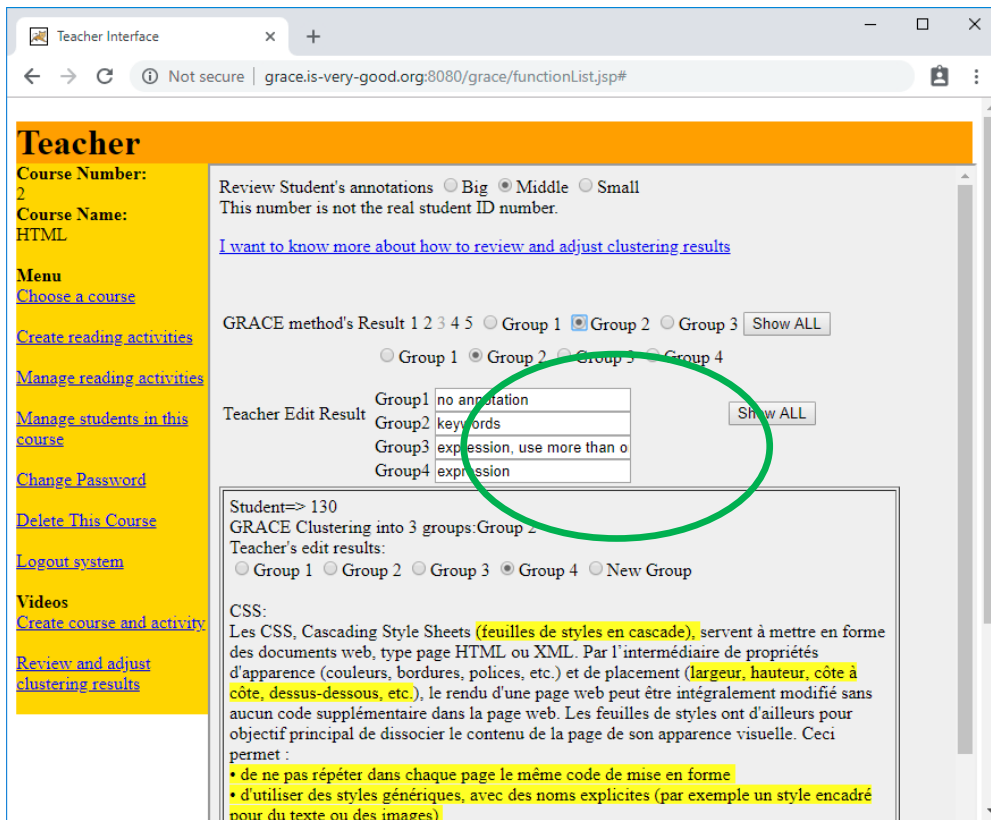 Teacher Interface
Not secure | grace.is-very-good.org:8080/grace/functionList.jsp#
Teacher
Course Number:
2
Course Name:
HTML
Menu
Choose a course
Create reading activities
Manage reading activities
Manage students in this
course
Change Password
Delete This Course
Logout system
Videos
Create course and activity
Review and adjust
clustering results
Review Student's annotations Big Middle Small
This number is not the real student ID number.
I want to know more about how to review and adjust clustering results
GRACE method's Result 1 2 3 4 5 Group 1 Group 2 Group 3 Show ALL
Group 1 Group 2 Group 3 Group 4
Teacher Edit Result
Group1 no annotation
Group2 keywords
Group3 expression, use more than o
Group4 expression
Show ALL
Student=> 130
GRACE Clustering into 3 groups:Group 2
Teacher's edit results:
Group 1 Group 2 Group 3 Group 4 New Group
CSS:
Les CSS, Cascading Style Sheets (feuilles de styles en cascade), servent à mettre en forme
des documents web, type page HTML ou XML. Par l'intermédiaire de propriétés
d'apparence (couleurs, bordures, polices, etc.) et de placement (largeur, hauteur, côte à
côte, dessus-dessous, etc.), le rendu d'une page web peut être intégralement modifié sans
aucun code supplémentaire dans la page web. Les feuilles de styles ont d'ailleurs pour
objectif principal de dissocier le contenu de la page de son apparence visuelle. Ceci
permet :
• de ne pas répéter dans chaque page le même code de mise en forme
• d'utiliser des styles génériques, avec des noms explicites (par exemple un style encadré
pour du texte ou des images)